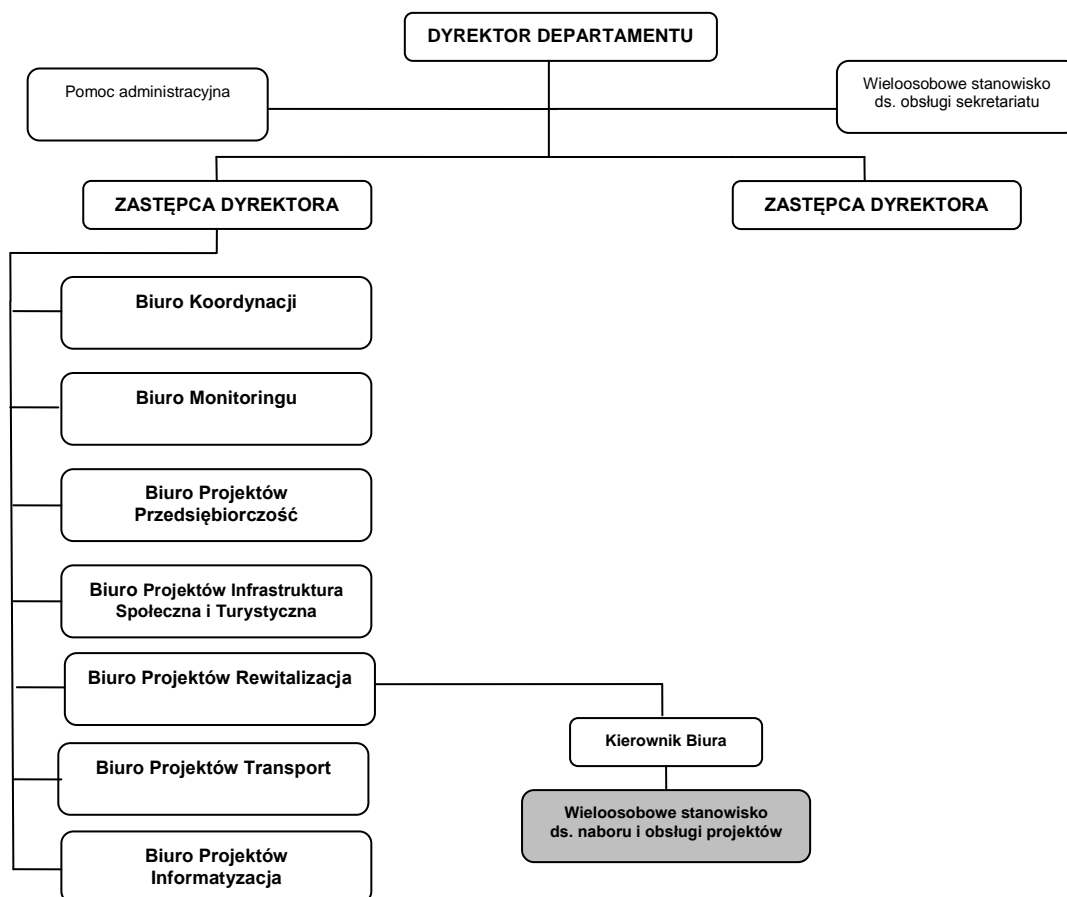 DYREKTOR DEPARTAMENTU
Pomoc administracyjna
Wieloosobowe stanowisko
ds. obsługi sekretariatu
ZASTĘPCA DYREKTORA
ZASTĘPCA DYREKTORA
Biuro Koordynacji
Biuro Monitoringu
Biuro Projektów
Przedsiębiorczość
Biuro Projektów Infrastruktura
Społeczna i Turystyczna
Biuro Projektów Rewitalizacja
Kierownik Biura
Biuro Projektów Transport
Wieloosobowe stanowisko
ds. naboru i obsługi projektów
Biuro Projektów
Informatyzacja